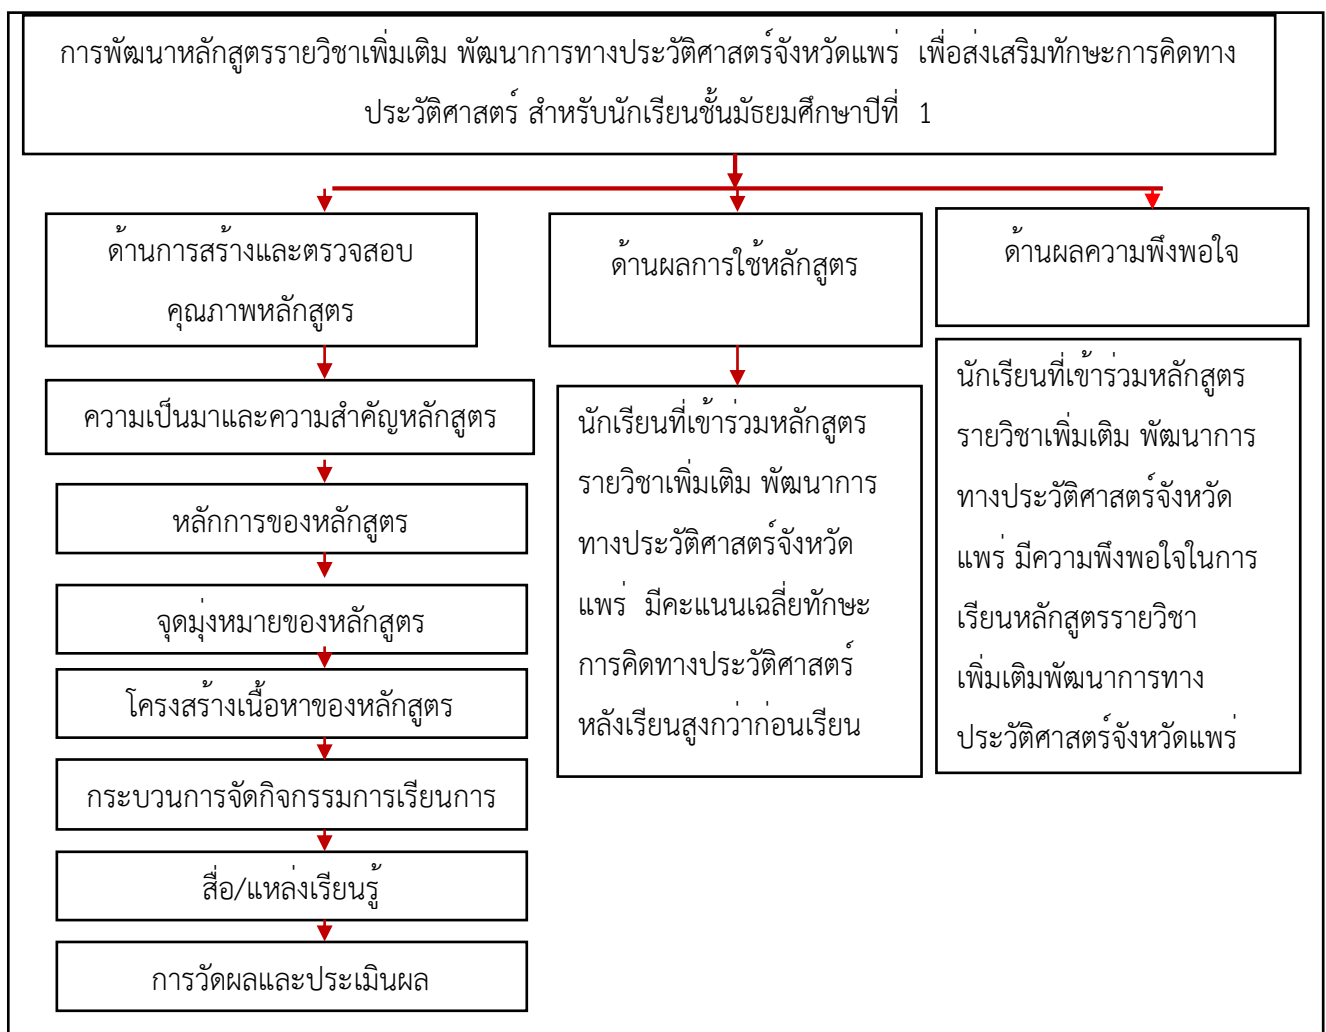 การพัฒนาหลักสูตรรายวิชาเพิ่มเติม พัฒนาการทางประวัติศาสตร์จังหวัดแพร่ เพื่อส่งเสริมทักษะการคิดทาง
ประวัติศาสตร์ สำหรับนักเรียนชั้นมัธยมศึกษาปีที่ 1
ด้านการสร้างและตรวจสอบ
คุณภาพหลักสูตร
ความเป็นมาและความสำคัญหลักสูตร
หลักการของหลักสูตร
จุดมุ่งหมายของหลักสูตร
โครงสร้างเนื้อหาของหลักสูตร
กระบวนการจัดกิจกรรมการเรียนการ
สื่อ/แหล่งเรียนรู้
การวัดผลและประเมินผล
ด้านผลการใช้หลักสูตร
นักเรียนที่เข้าร่วมหลักสูตร
รายวิชาเพิ่มเติม พัฒนาการ
ทางประวัติศาสตร์จังหวัด
แพร่ มีคะแนนเฉลี่ยทักษะ
การคิดทางประวัติศาสตร์
หลังเรียนสูงกว่าก่อนเรียน
ด้านผลความพึงพอใจ
นักเรียนที่เข้าร่วมหลักสูตร
รายวิชาเพิ่มเติม พัฒนาการ
ทางประวัติศาสตร์จังหวัด
แพร่ มีความพึงพอใจในการ
เรียนหลักสูตรรายวิชา
เพิ่มเติมพัฒนาการทาง
ประวัติศาสตร์จังหวัดแพร่